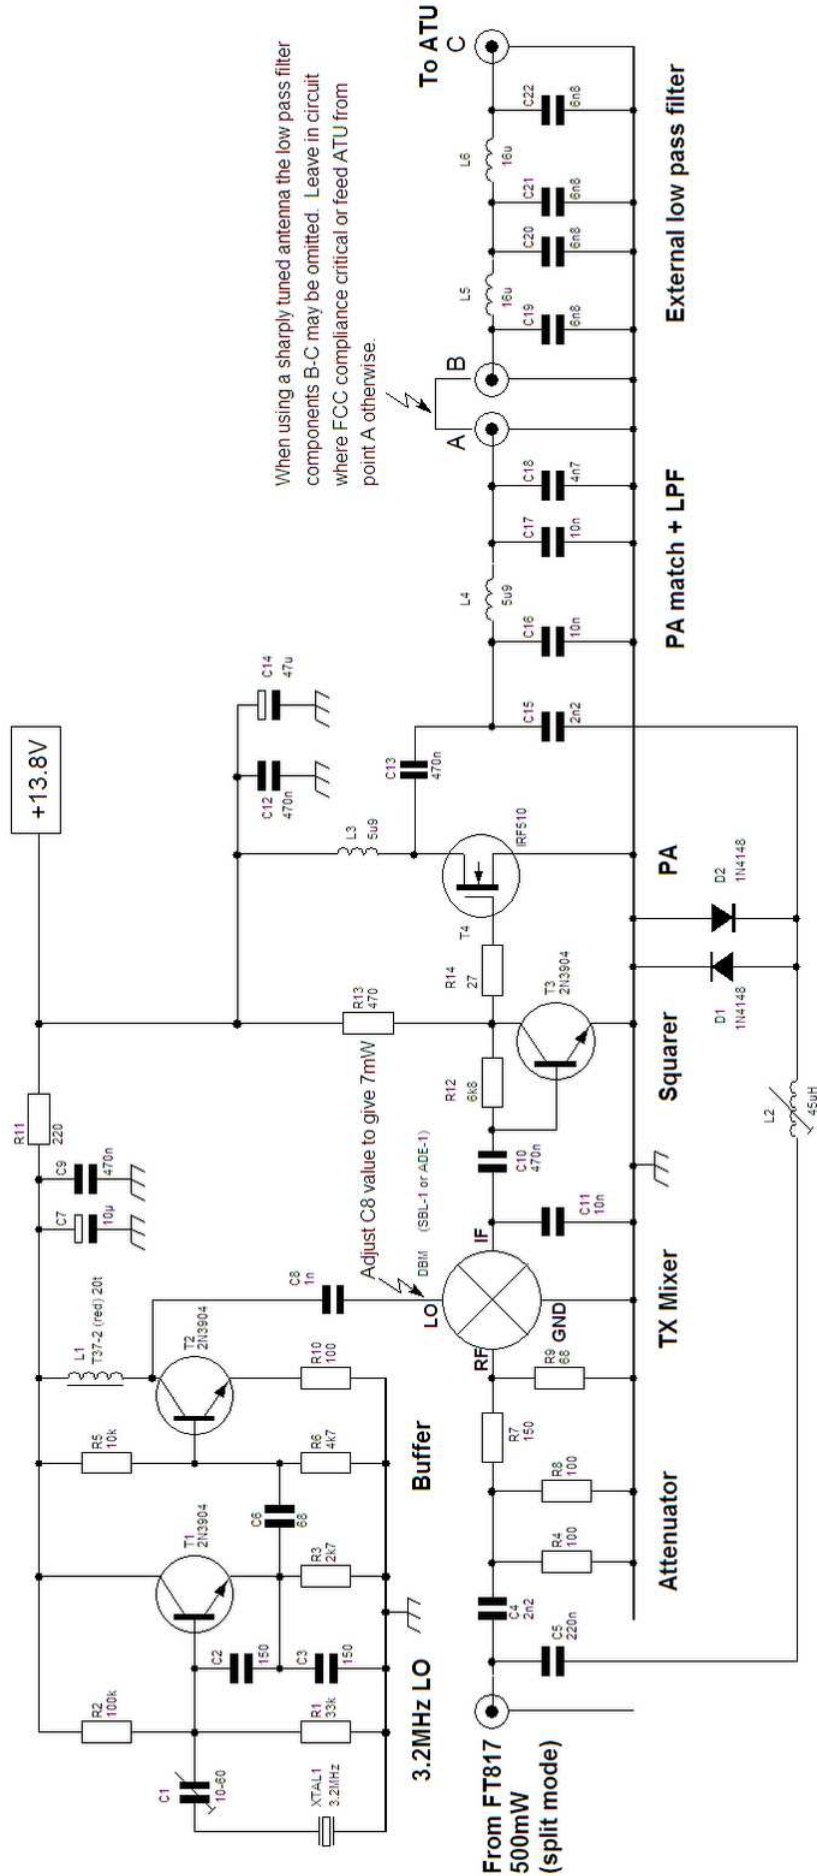 +13.8V
When using a sharply tuned antenna the low pass filter
components B-C may be omitted. Leave in circuit
where FCC compliance critical or feed ATU from
point A otherwise.
C1
10-60
XTAL1
3.2MHz
R2
100k
R1
33k
C2
150
C3
150
T1
2N3904
R3
2k7
C6
68
R5
10k
R6
4k7
L1
T37-2 (red) 20t
T2
2N3904
R10
100
C7
10µ
C9
470n
R11
220
C8
1n
3.2MHz LO
Buffer
Adjust C8 value to give 7mW
DBM
(SBL-1 or ADE-1)
LO
RF
IF
GND
From FT817
500mW
(split mode)
C5
220n
C4
2n2
R4
100
R8
100
R7
150
R9
68
C11
10n
C10
470n
R12
6k8
R13
470
T3
2N3904
R14
27
T4
IRF510
L3
5u9
C12
470n
C14
47u
C13
470n
C15
2n2
C16
10n
L4
5u9
C17
10n
C18
4n7
A
B
C19
6n8
L5
16u
C20
6n8
C21
6n8
L6
16u
C22
6n8
To ATU
C
Attenuator
TX Mixer
Squarer
PA
PA match + LPF
External low pass filter
L2
45uH
D1
1N4148
D2
1N4148